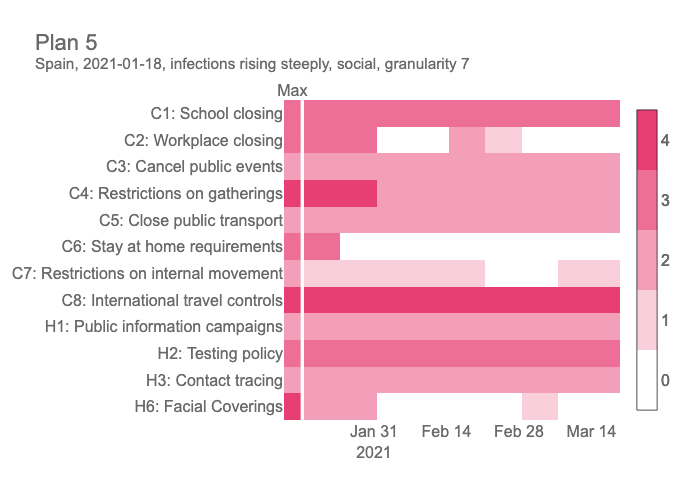 Plan 5
Spain, 2021-01-18, infections rising steeply, social, granularity 7
Max
C1: School closing
C2: Workplace closing
C3: Cancel public events
C4: Restrictions on gatherings
C5: Close public transport
C6: Stay at home requirements
C7: Restrictions on internal movement
C8: International travel controls
H1: Public information campaigns
H2: Testing policy
H3: Contact tracing
H6: Facial Coverings
Jan 31 Feb 14 Feb 28 Mar 14
2021
4
3
2
1
0